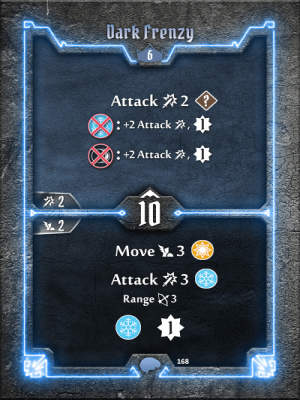 Dark Frenzy
6
Attack 2 ?
: +2 Attack , 1
: +2 Attack , 1
2
10
2
Move 3
Attack 3
Range 3
1
168